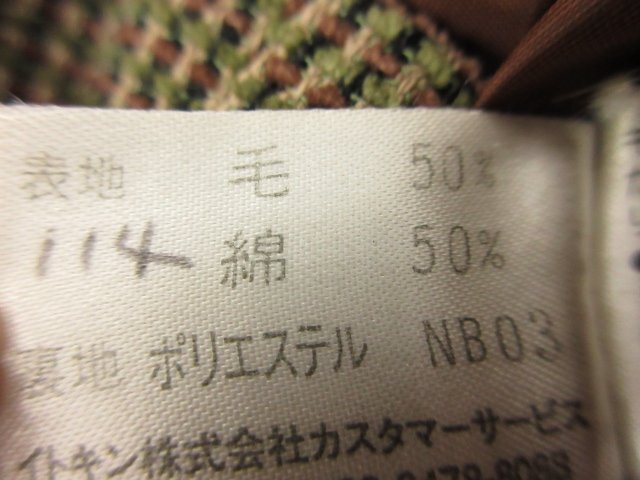 表地 毛 50%
114 綿 50%
裏地 ポリエステル NB03
イトキン株式会社カスタマーサービス